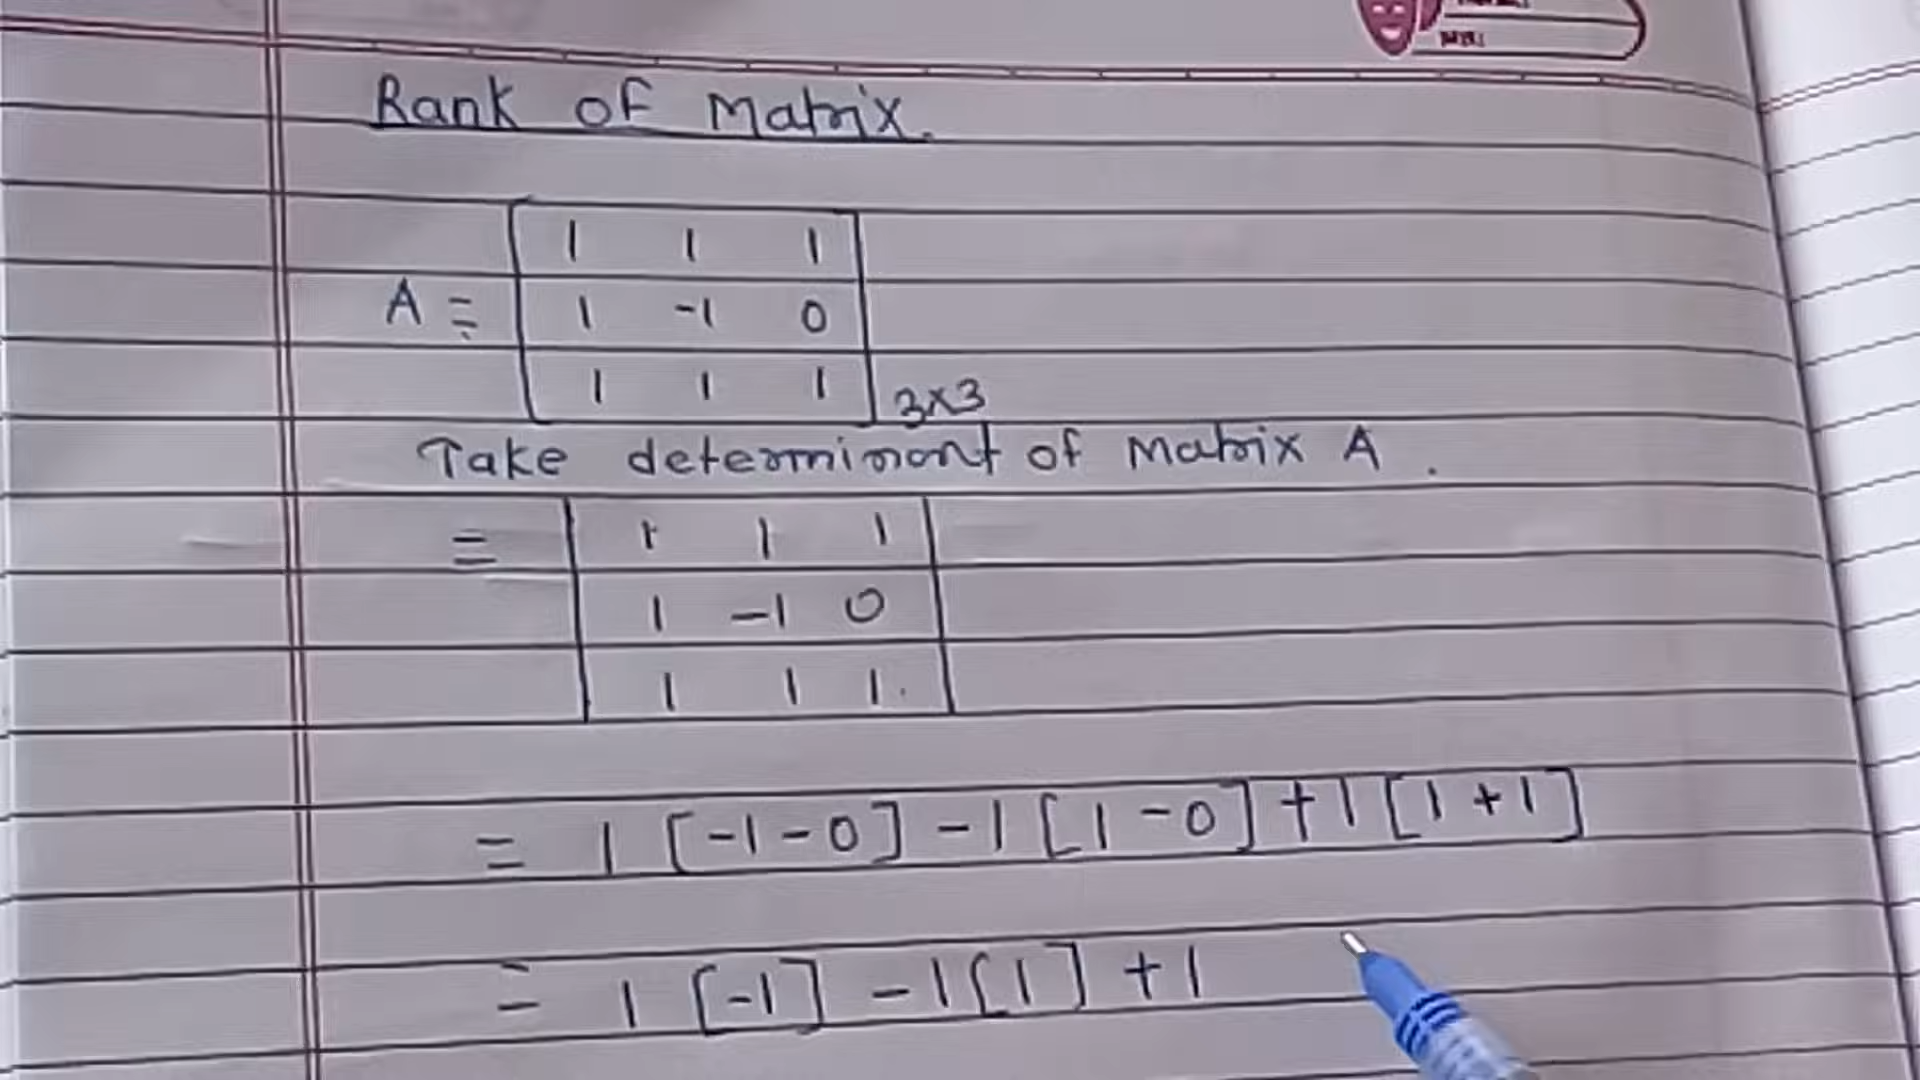 Rank of Matrix.
1 1 1
A = 1 -1 0
1 1 1 3×3
Take determinant of Matrix A.
= 1 1 1
1 -1 0
1 1 1.
= 1 [-1-0] -1 [1-0] +1 [1+1]
= 1 [-1] -1[1] +1